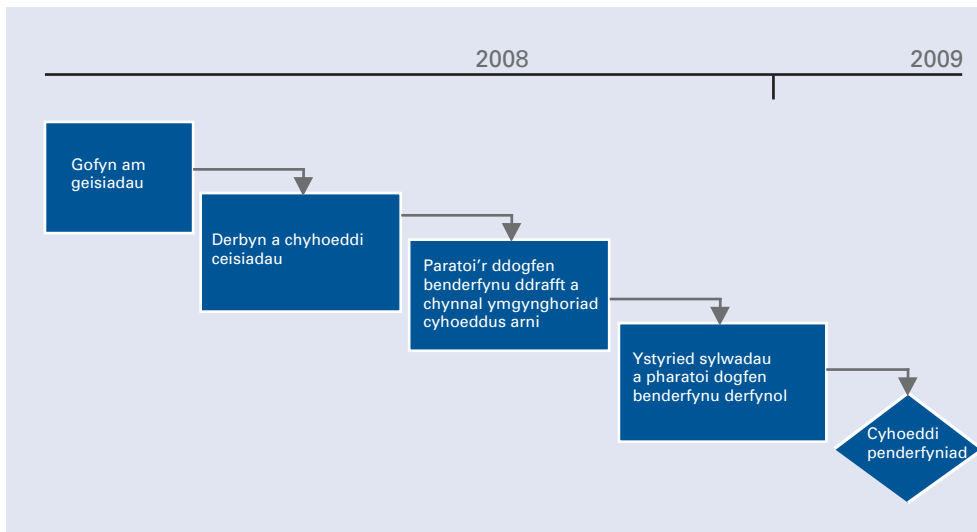 2008
2009
Gofyn am
geisiadau
Derbyn a chyhoeddi
ceisiadau
Paratoi'r ddogfen
benderfynu ddrafft a
chynnal ymgynghoriad
cyhoeddus arni
Ystyried sylwadau
a pharatoi dogfen
benderfynu derfynol
Cyhoeddi
penderfyniad